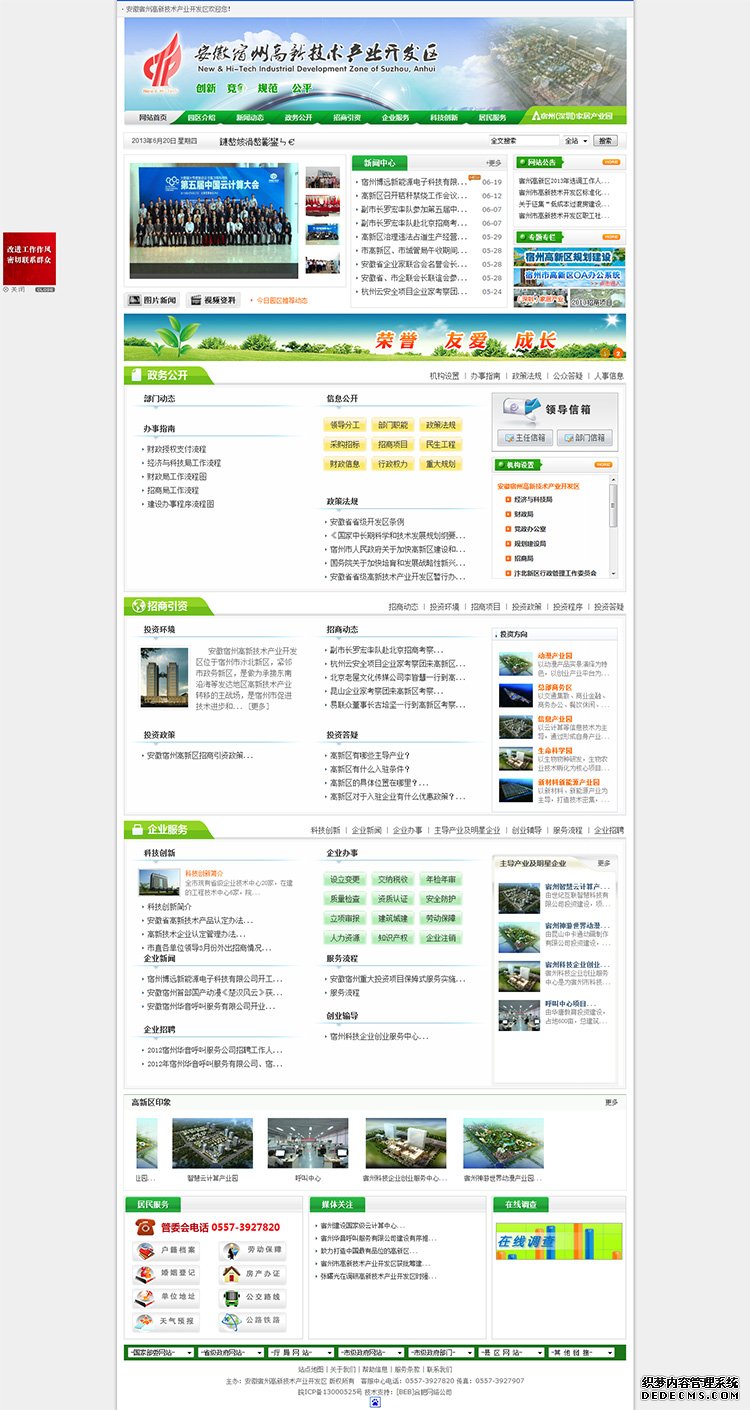 安徽宿州高新技术产业开发区欢迎您!
安徽宿州高新技术产业开发区
New & Hi-Tech Industrial Development Zone of Suzhou, Anhui
创新 规范 公平
网站首页 园区介绍 新闻动态 政务公开 招商引资 企业服务 科技创新 居民服务 宿州(深圳)家居产业园
2013年6月20日 星期四
全文搜索 全站 搜索
改进工作作风
密切联系群众
关闭 CLOSE
第五届中国云计算大会
图片新闻 视频资料 今日园区推荐动态
新闻中心 +更多
宿州博远新能源电子科技有限... 06-19
高新区召开秸秆禁烧工作会议... 06-12
副市长罗宏率队参加第五届中... 06-07
副市长罗宏率队赴北京招商考... 06-07
高新区治理违法占道生产经营... 05-29
市高新区、市城管局午收期间... 05-28
安徽省企业家联合会名誉会长... 05-28
安徽省、市企联会长联谊会参... 05-28
杭州云安全项目企业家考察团... 05-24
网站公告
宿州高新区2013年选调工作人...
宿州市高新技术开发区标准化...
宿州市高新技术开发区职工社...
专题专栏
宿州高新区规划建设
宿州市高新区OA办公系统
点击进入
2013招商项目
荣誉 友爱 成长
1 2
政务公开
机构设置 | 办事指南 | 政策法规 | 公众答疑 | 人事信息
部门动态
办事指南
财政授权支付流程
经济与科技局工作流程
财政局工作流程图
招商局工作流程
建设办事程序流程图
信息公开
领导分工 部门职能 政策法规
采购招标 招商项目 民生工程
财政信息 行政权力 重大规划
政策法规
安徽省省级开发区条例
《国家中长期科学和技术发展规划纲要...
宿州市人民政府关于加快高新区建设和...
国务院关于加快培育和发展战略性新兴...
安徽省省级高新技术产业开发区暂行办...
领导信箱
主任信箱 部门信箱
机构设置
安徽宿州高新技术产业开发区
经济与科技局
财政局
党政办公室
规划建设局
招商局
汴北新区行政管理工作委员会
招商引资
招商动态 | 投资环境 | 招商项目 | 投资政策 | 投资程序 | 投资答疑
投资环境
安徽宿州高新技术产业开发
区位于宿州市汴北新区，紧邻
市政务新区，是做为承接东南
沿海等发达地区高新技术产业
转移的主战场，是宿州市促进
技术进步和... [更多]
投资政策
安徽宿州高新区招商引资政策...
招商动态
副市长罗宏率队赴北京招商考察...
杭州云安全项目企业家考察团来高新区...
北京老屋文化传媒公司李皆慧一行到高...
昆山企业家考察团来高新区考察...
易联众董事长古培坚一行到高新区考察...
投资答疑
高新区有哪些主导产业?
高新区有什么入驻条件?
高新区的具体位置在哪里?...
高新区对于入驻企业有什么优惠政策?...
投资方向
动漫产业园
以动漫产品实景演绎为特
色，以创业产业平台为...
总部商务区
以交通集散、商业金融、
商务办公、餐饮休闲、...
信息产业园
以云计算等信息技术为主
导，通过形成自身产业...
生命科学园
以生物物种研发，生物农
业技术孵化为核心项目...
新材料新能源产业园
以新材料、新能源产业为
主导，打造技术密集，...
企业服务
科技创新 | 企业新闻 | 企业办事 | 主导产业及明星企业 | 创业辅导 | 服务流程 | 企业招聘
科技创新
科技创新简介
全市现有省级企业技术中心20家，在建
的工程技术中心6家，院...
科技创新简介
安徽省高新技术产品认定办法...
高新技术企业认定管理办法...
市直各单位领导5月份外出招商情况...
企业新闻
宿州博远新能源电子科技有限公司开工...
安徽宿州首部国产动漫《楚汉风云》获...
安徽宿州华音呼叫服务有限公司开业...
企业招聘
2012宿州华音呼叫服务公司招聘工作人...
2012年宿州华音呼叫服务有限公司、宿...
企业办事
设立变更 交纳税收 年检年审
质量检查 资质认证 安全防护
立项审报 建筑城建 劳动保障
人力资源 知识产权 企业注销
服务流程
安徽宿州重大投资项目保姆式服务实施...
服务流程
创业辅导
宿州科技企业创业服务中心...
主导产业及明星企业 更多
宿州智慧云计算产...
由世纪互联智慧科技有
限公司投资建设，项...
宿州神游世界动漫...
由昆山中卡通动画制作
有限公司投资建设，...
宿州科技企业创业...
宿州科技企业创业服务
中心是为宿州市科技...
呼叫中心项目...
由华唐教育投资建设，
占地600亩，总建筑...
高新区印象 更多
业园... 智慧云计算产业园 呼叫中心 宿州科技企业创业服务中心... 宿州神游世界动漫产业园...
居民服务
管委会电话 0557-3927820
户籍档案 劳动保障
婚姻登记 房产办证
单位地址 公交路线
天气预报 公路铁路
媒体关注
宿州建设国家级云计算中心...
宿州华音呼叫服务有限公司建设有序推...
致力打造中国最有品位的高新区...
宿州市高新技术产业开发区获批筹建...
张曙光在调研高新技术产业开发区时强...
在线调查
在线调查
-国家部委网站- -省级政府网站- -厅局网站- -市级政府网站- -市级政府部门- -县区网站- -其他链接-
站点地图 | 关于我们 | 帮助信息 | 服务条款 | 联系我们
主办：安徽宿州高新技术产业开发区 版权所有 客服中心电话：0557-3927820 传真：0557-3927907
皖ICP备13000525号 技术支持：[BEB]合肥网络公司
织梦内容管理系统
DEDECMS.COM